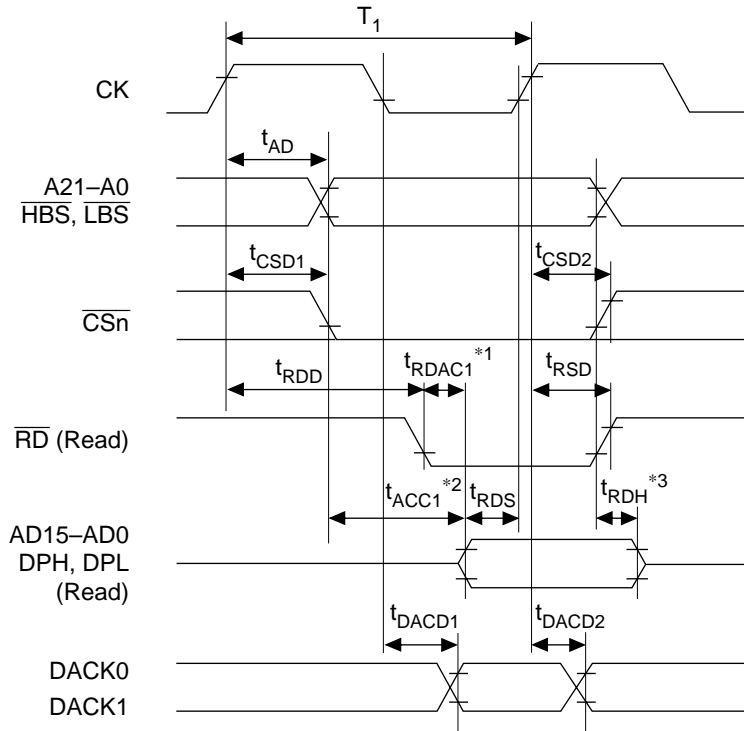 T1
CK
tAD
A21–A0
HBS, LBS
tCSD1
tCSD2
CSn
tRDD
tRDAC1*1
tRSD
RD (Read)
tACC1*2
tRDS
tRDH*3
AD15–AD0
DPH, DPL
(Read)
tDACD1
tDACD2
DACK0
DACK1